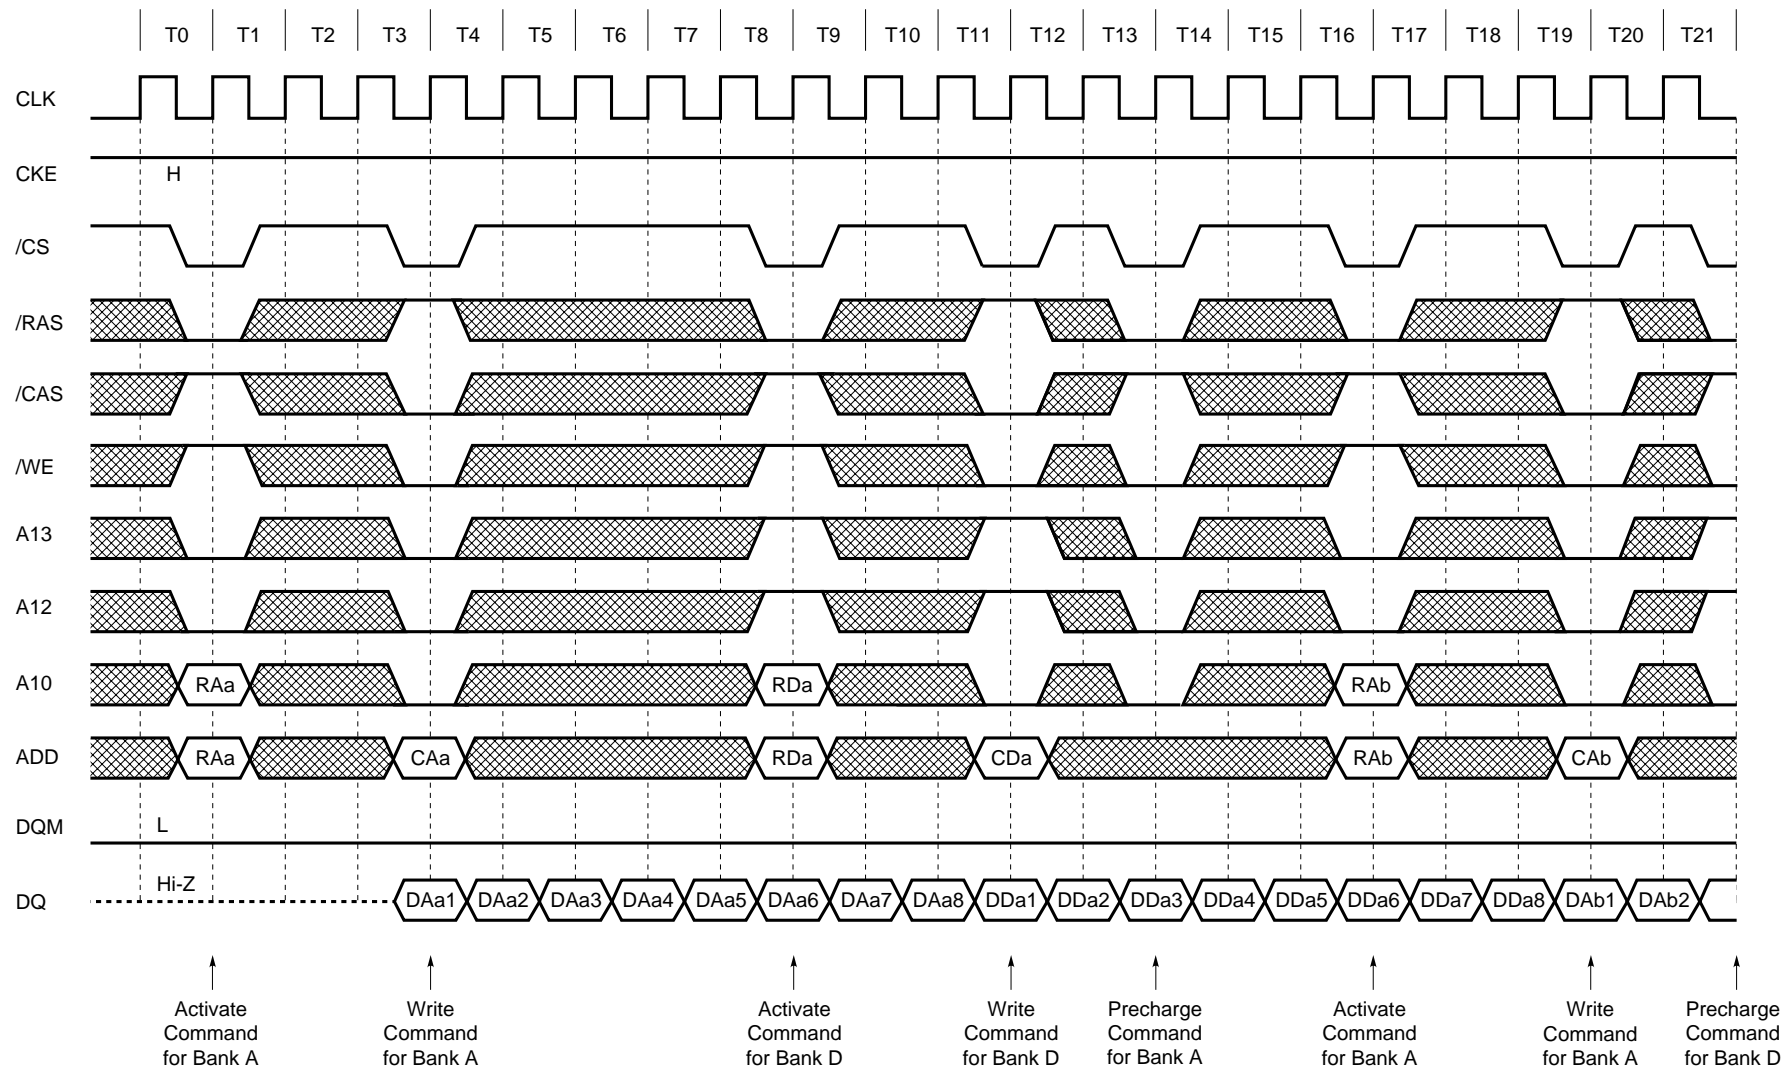 T0 T1 T2 T3 T4 T5 T6 T7 T8 T9 T10 T11 T12 T13 T14 T15 T16 T17 T18 T19 T20 T21
CLK
CKE H
/CS
/RAS
/CAS
/WE
A13
A12
A10 RAa RDa RAb
ADD RAa CAa RDa CDa RAb CAb
DQM L
DQ Hi-Z DAa1 DAa2 DAa3 DAa4 DAa5 DAa6 DAa7 DAa8 DDa1 DDa2 DDa3 DDa4 DDa5 DDa6 DDa7 DDa8 DAb1 DAb2
Activate
Command
for Bank A
Write
Command
for Bank A
Activate
Command
for Bank D
Write
Command
for Bank D
Precharge
Command
for Bank A
Activate
Command
for Bank A
Write
Command
for Bank A
Precharge
Command
for Bank D